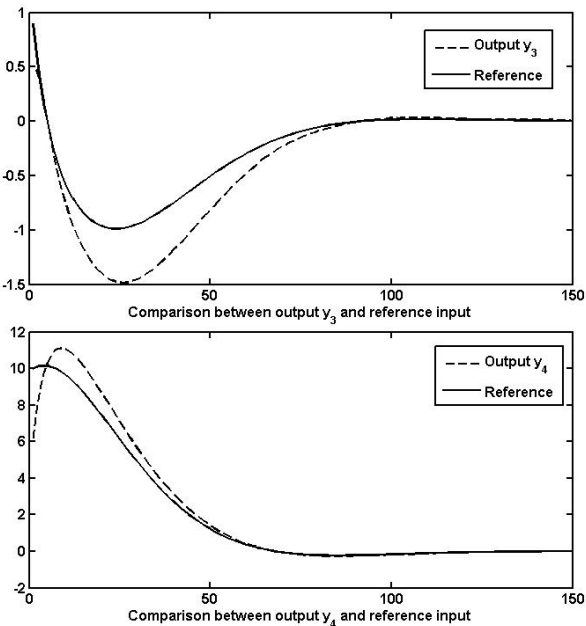 1
0.5
0
-0.5
-1
-1.5
0 50 100 150
Output y3
Reference
Comparison between output y3 and reference input
12
10
8
6
4
2
0
-2
0 50 100 150
Output y4
Reference
Comparison between output y4 and reference input